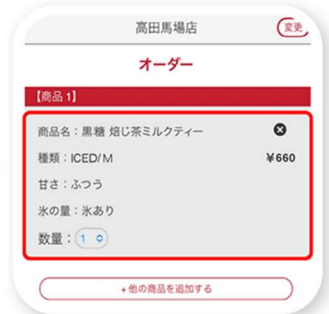 高田馬場店
変更
オーダー
【商品 1】
商品名：黒糖 焙じ茶ミルクティー
種類：ICED/ M ¥660
甘さ：ふつう
氷の量：氷あり
数量：1
+他の商品を追加する